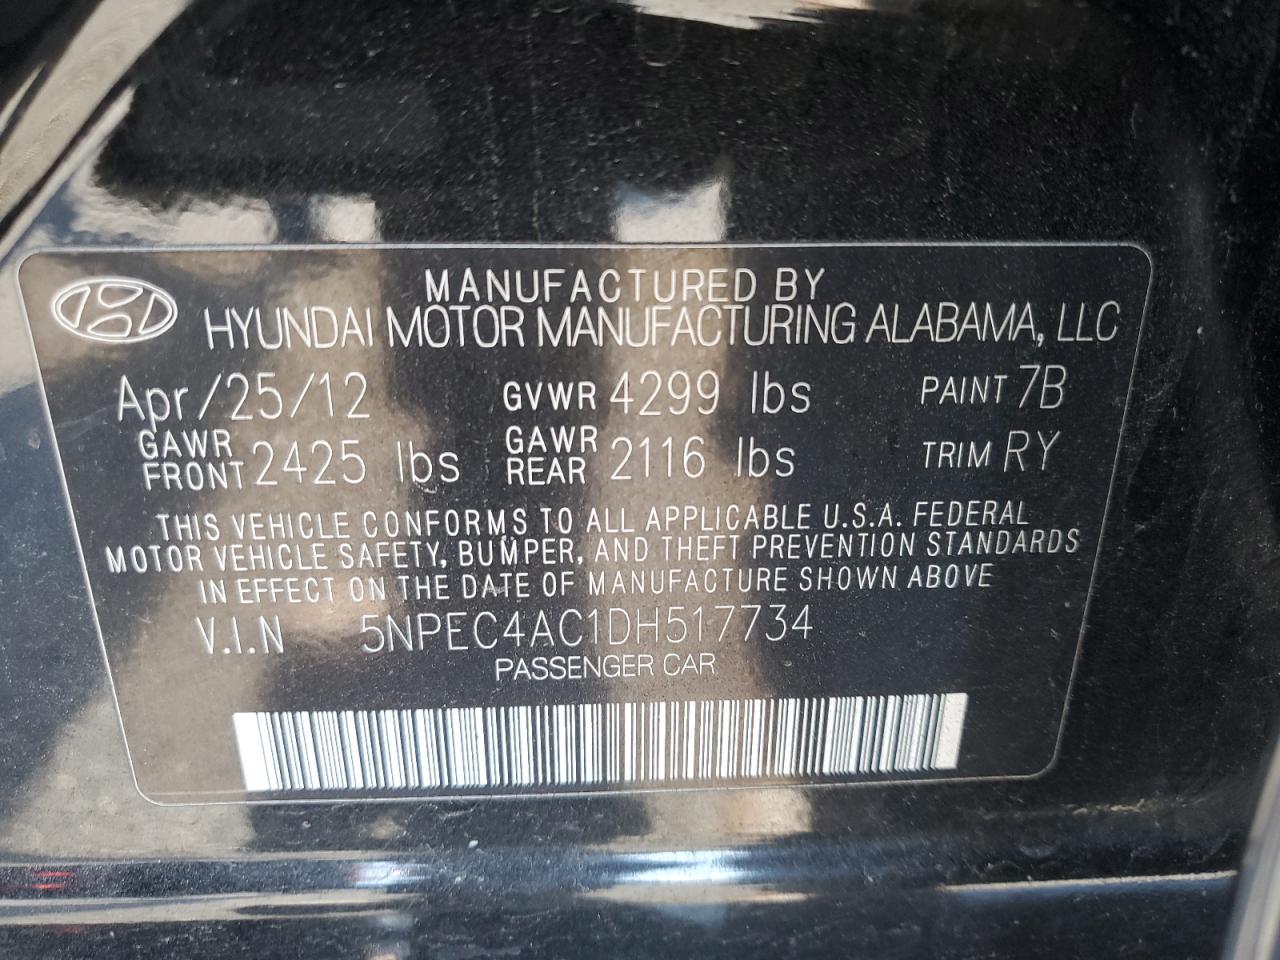 MANUFACTURED BY
HYUNDAI MOTOR MANUFACTURING ALABAMA, LLC
Apr/25/12 GVWR 4299 lbs PAINT 7B
GAWR FRONT 2425 lbs GAWR REAR 2116 lbs TRIM RY
THIS VEHICLE CONFORMS TO ALL APPLICABLE U.S.A. FEDERAL
MOTOR VEHICLE SAFETY, BUMPER, AND THEFT PREVENTION STANDARDS
IN EFFECT ON THE DATE OF MANUFACTURE SHOWN ABOVE
V.I.N 5NPEC4AC1DH517734
PASSENGER CAR